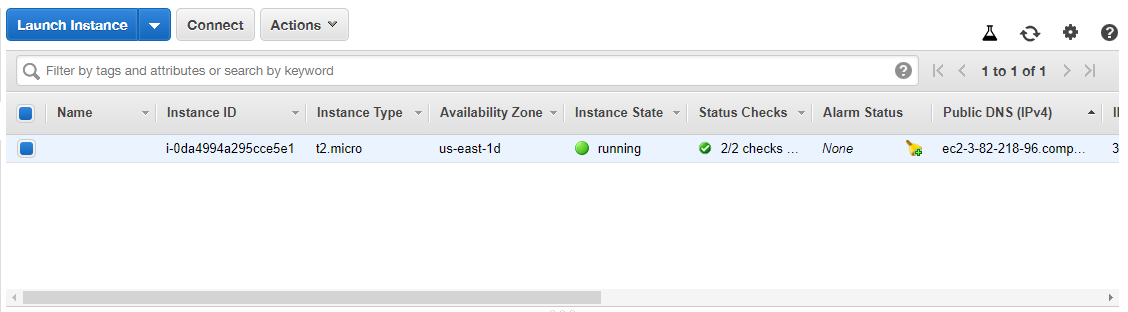 Launch Instance Connect Actions
Filter by tags and attributes or search by keyword ? 1 to 1 of 1 ?
Name Instance ID Instance Type Availability Zone Instance State Status Checks Alarm Status Public DNS (IPv4)
i-0da4994a295cce5e1 t2.micro us-east-1d running 2/2 checks ... None ec2-3-82-218-96.comp... 3